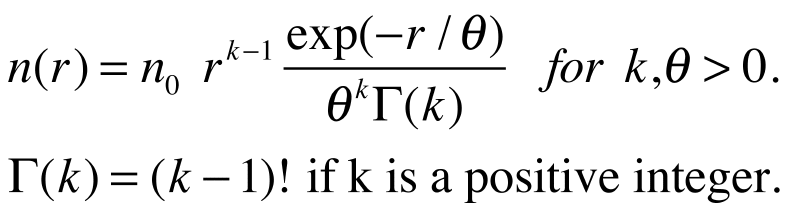 n(r) = n₀ r^{k−1} exp(−r / θ) / θ^k Γ(k) for k,θ > 0.
Γ(k) = (k − 1)! if k is a positive integer.